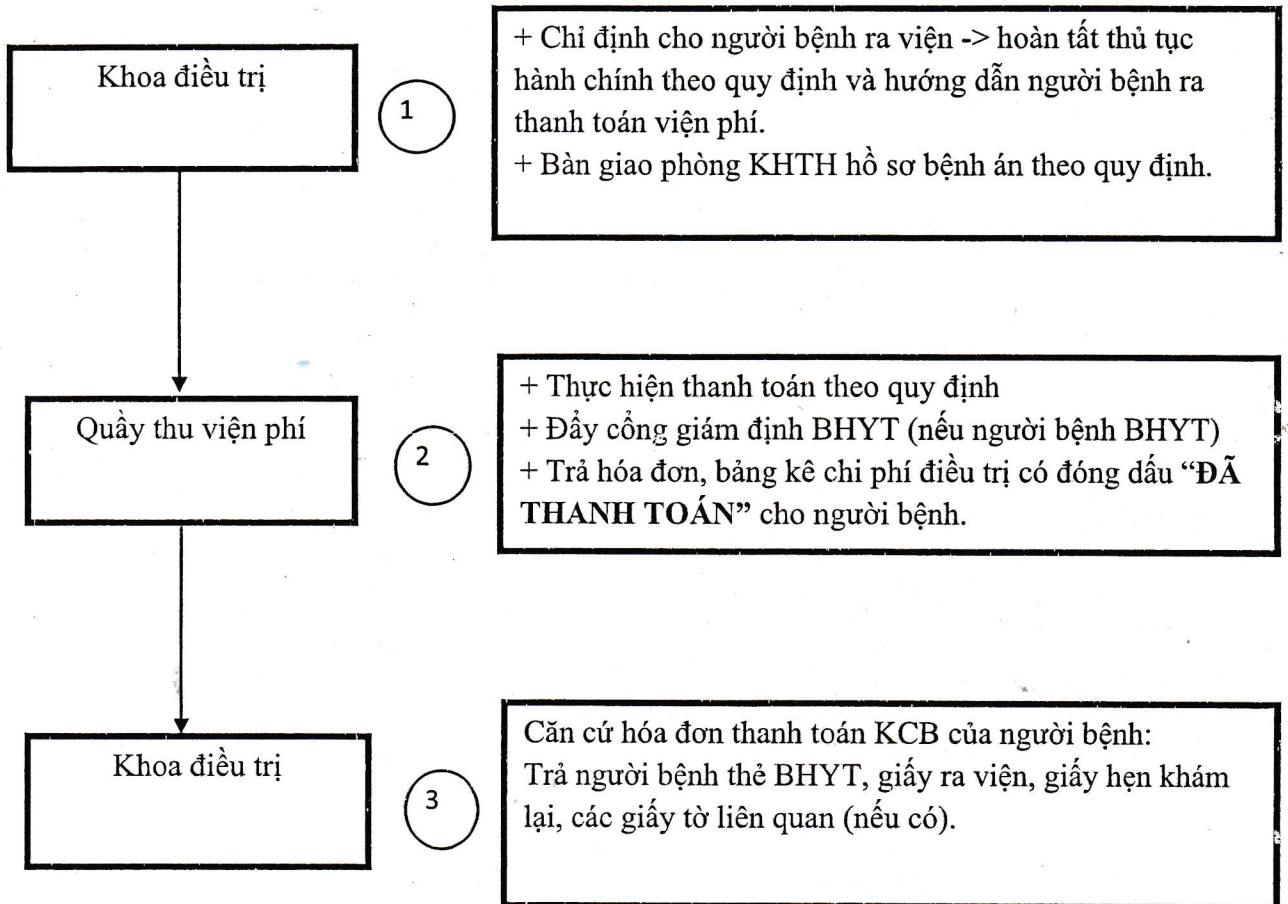 Khoa điều trị
1
+ Chỉ định cho người bệnh ra viện -> hoàn tất thủ tục
hành chính theo quy định và hướng dẫn người bệnh ra
thanh toán viện phí.
+ Bàn giao phòng KHTH hồ sơ bệnh án theo quy định.
Quầy thu viện phí
2
+ Thực hiện thanh toán theo quy định
+ Đẩy cổng giám định BHYT (nếu người bệnh BHYT)
+ Trả hóa đơn, bảng kê chi phí điều trị có đóng dấu “ĐÃ
THANH TOÁN” cho người bệnh.
Khoa điều trị
3
Căn cứ hóa đơn thanh toán KCB của người bệnh:
Trả người bệnh thẻ BHYT, giấy ra viện, giấy hẹn khám
lại, các giấy tờ liên quan (nếu có).